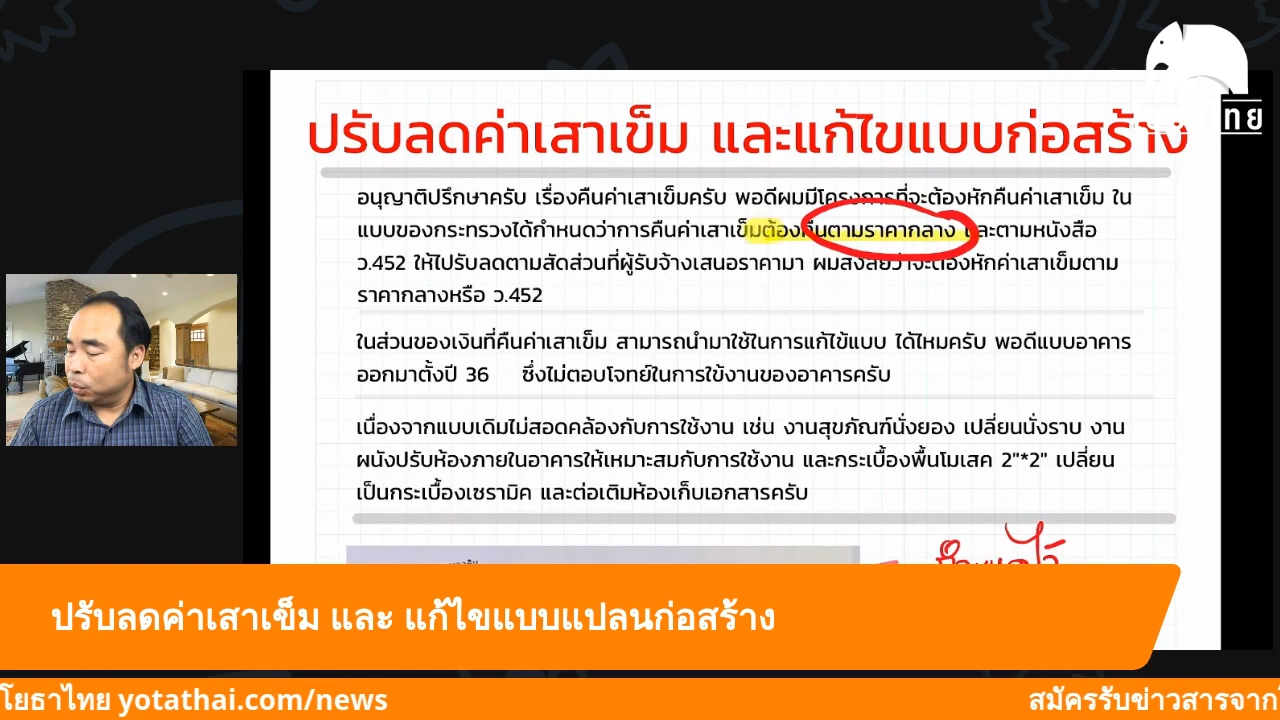 ปรับลดค่าเสาเข็ม และแก้ไขแบบก่อสร้าง
อนุญาติปรึกษาครับ เรื่องคืนค่าเสาเข็มครับ พอดีผมมีโครงการที่จะต้องหักคืนค่าเสาเข็ม ใน
แบบของกระทรวงได้กำหนดว่าการคืนค่าเสาเข็มต้องคืนตามราคากลาง และตามหนังสือ
ว.452 ให้ไปรับลดตามสัดส่วนที่ผู้รับจ้างเสนอราคามา ผมสงสัยว่าจะต้องหักค่าเสาเข็มตาม
ราคากลางหรือ ว.452
ในส่วนของเงินที่คืนค่าเสาเข็ม สามารถนำมาใช้ในการแก้ไข้แบบ ได้ไหมครับ พอดีแบบอาคาร
ออกมาตั้งปี 36 ซึ่งไม่ตอบโจทย์ในการใข้งานของอาคารครับ
เนื่องจากแบบเดิมไม่สอดคล้องกับการใช้งาน เช่น งานสุขภัณฑ์นั่งยอง เปลี่ยนนั่งราบ งาน
ผนังปรับห้องภายในอาคารให้เหมาะสมกับการใช้งาน และกระเบื้องพื้นโมเสค 2"*2" เปลี่ยน
เป็นกระเบื้องเซรามิค และต่อเติมห้องเก็บเอกสารครับ
ปรับลดค่าเสาเข็ม และ แก้ไขแบบแปลนก่อสร้าง
โยธาไทย yotathai.com/news
สมัครรับข่าวสารจาก